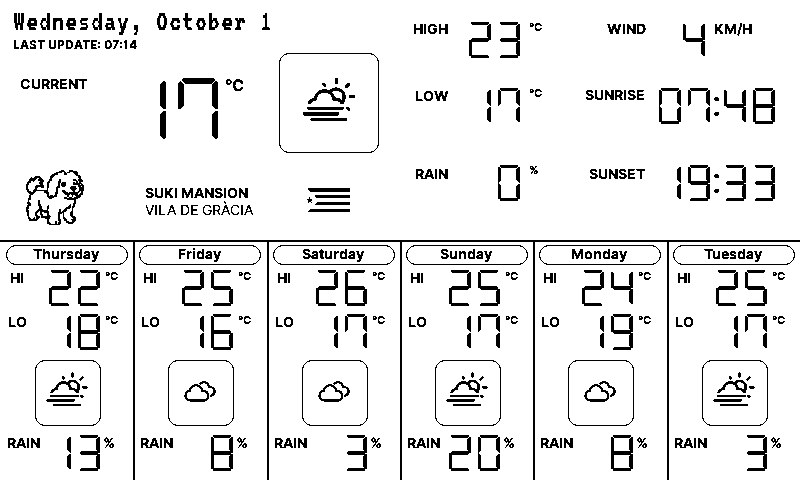 Wednesday, October 1
LAST UPDATE: 07:14
CURRENT 17 °C
HIGH 23 °C
LOW 17 °C
RAIN 0 %
WIND 4 KM/H
SUNRISE 07:48
SUNSET 19:33
SUKI MANSION
VILA DE GRÀCIA
Thursday
HI 22 °C
LO 18 °C
RAIN 13 %
Friday
HI 25 °C
LO 16 °C
RAIN 8 %
Saturday
HI 26 °C
LO 17 °C
RAIN 3 %
Sunday
HI 25 °C
LO 17 °C
RAIN 20 %
Monday
HI 24 °C
LO 19 °C
RAIN 8 %
Tuesday
HI 25 °C
LO 17 °C
RAIN 3 %